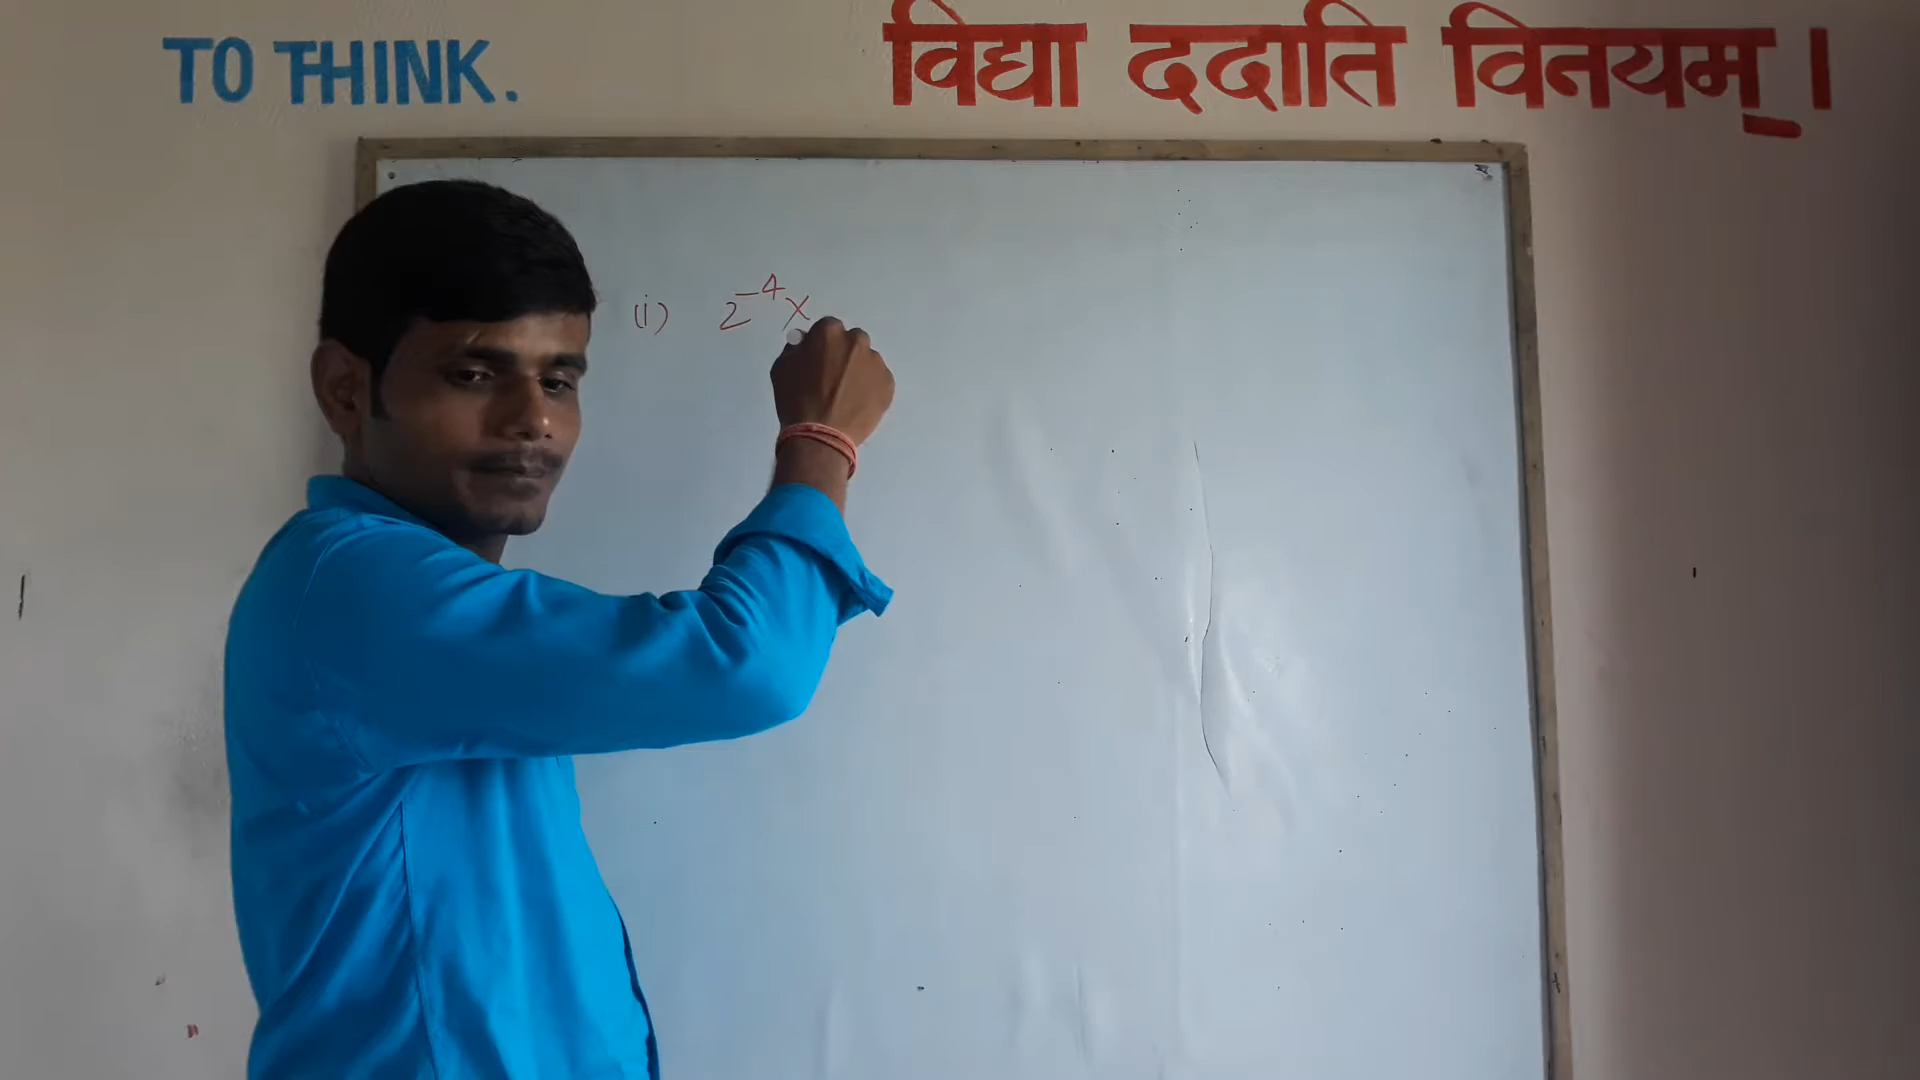 TO THINK.
विद्या ददाति विनयम् ।
(i) 2⁻⁴ ×